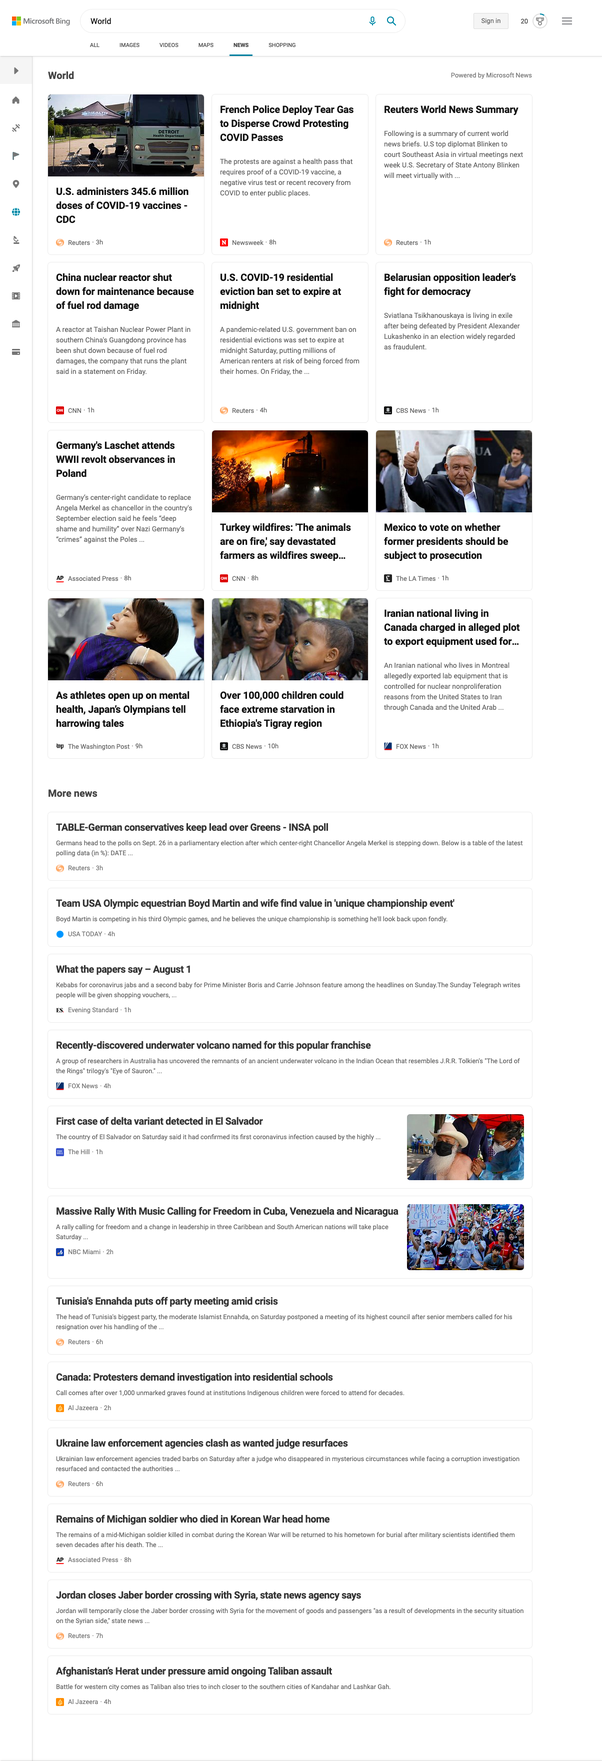 Microsoft Bing
World
Sign in
20
ALL
IMAGES
VIDEOS
MAPS
NEWS
SHOPPING
World
Powered by Microsoft News
DETROIT
Health Department
U.S. administers 345.6 million
doses of COVID-19 vaccines -
CDC
Reuters · 3h
French Police Deploy Tear Gas
to Disperse Crowd Protesting
COVID Passes
The protests are against a health pass that
requires proof of a COVID-19 vaccine, a
negative virus test or recent recovery from
COVID to enter public places.
N
Newsweek · 8h
Reuters World News Summary
Following is a summary of current world
news briefs. U.S top diplomat Blinken to
court Southeast Asia in virtual meetings next
week U.S. Secretary of State Antony Blinken
will meet virtually with ...
Reuters · 1h
China nuclear reactor shut
down for maintenance because
of fuel rod damage
A reactor at Taishan Nuclear Power Plant in
southern China's Guangdong province has
been shut down because of fuel rod
damages, the company that runs the plant
said in a statement on Friday.
CNN
CNN · 1h
U.S. COVID-19 residential
eviction ban set to expire at
midnight
A pandemic-related U.S. government ban on
residential evictions was set to expire at
midnight Saturday, putting millions of
American renters at risk of being forced from
their homes. On Friday, the ...
Reuters · 4h
Belarusian opposition leader's
fight for democracy
Sviatlana Tsikhanouskaya is living in exile
after being defeated by President Alexander
Lukashenko in an election widely regarded
as fraudulent.
CBS News · 1h
Germany's Laschet attends
WWII revolt observances in
Poland
Germany's center-right candidate to replace
Angela Merkel as chancellor in the country's
September election said he feels "deep
shame and humility" over Nazi Germany's
"crimes" against the Poles ...
AP
Associated Press · 8h
Turkey wildfires: 'The animals
are on fire,' say devastated
farmers as wildfires sweep...
CNN
CNN · 8h
UA
Mexico to vote on whether
former presidents should be
subject to prosecution
The LA Times · 1h
As athletes open up on mental
health, Japan's Olympians tell
harrowing tales
wp
The Washington Post · 9h
Over 100,000 children could
face extreme starvation in
Ethiopia's Tigray region
CBS News · 10h
Iranian national living in
Canada charged in alleged plot
to export equipment used for...
An Iranian national who lives in Montreal
allegedly exported lab equipment that is
controlled for nuclear nonproliferation
reasons from the United States to Iran
through Canada and the United Arab ...
FOX News · 1h
More news
TABLE-German conservatives keep lead over Greens - INSA poll
Germans head to the polls on Sept. 26 in a parliamentary election after which center-right Chancellor Angela Merkel is stepping down. Below is a table of the latest
polling data (in %): DATE ...
Reuters · 3h
Team USA Olympic equestrian Boyd Martin and wife find value in 'unique championship event'
Boyd Martin is competing in his third Olympic games, and he believes the unique championship is something he'll look back upon fondly.
USA TODAY · 4h
What the papers say – August 1
Kebabs for coronavirus jabs and a second baby for Prime Minister Boris and Carrie Johnson feature among the headlines on Sunday.The Sunday Telegraph writes
people will be given shopping vouchers, ...
ES.
Evening Standard · 1h
Recently-discovered underwater volcano named for this popular franchise
A group of researchers in Australia has uncovered the remnants of an ancient underwater volcano in the Indian Ocean that resembles J.R.R. Tolkien's "The Lord of
the Rings" trilogy's "Eye of Sauron." ...
FOX News · 4h
First case of delta variant detected in El Salvador
The country of El Salvador on Saturday said it had confirmed its first coronavirus infection caused by the highly ...
The Hill · 1h
Massive Rally With Music Calling for Freedom in Cuba, Venezuela and Nicaragua
A rally calling for freedom and a change in leadership in three Caribbean and South American nations will take place
Saturday ...
NBC Miami · 2h
Tunisia's Ennahda puts off party meeting amid crisis
The head of Tunisia's biggest party, the moderate Islamist Ennahda, on Saturday postponed a meeting of its highest council after senior members called for his
resignation over his handling of the ...
Reuters · 6h
Canada: Protesters demand investigation into residential schools
Call comes after over 1,000 unmarked graves found at institutions Indigenous children were forced to attend for decades.
Al Jazeera · 2h
Ukraine law enforcement agencies clash as wanted judge resurfaces
Ukrainian law enforcement agencies traded barbs on Saturday after a judge who disappeared in mysterious circumstances while facing a corruption investigation
resurfaced and contacted the authorities ...
Reuters · 6h
Remains of Michigan soldier who died in Korean War head home
The remains of a mid-Michigan soldier killed in combat during the Korean War will be returned to his hometown for burial after military scientists identified them
seven decades after his death. The ...
AP
Associated Press · 8h
Jordan closes Jaber border crossing with Syria, state news agency says
Jordan will temporarily close the Jaber border crossing with Syria for the movement of goods and passengers "as a result of developments in the security situation
on the Syrian side," state news ...
Reuters · 7h
Afghanistan's Herat under pressure amid ongoing Taliban assault
Battle for western city comes as Taliban also tries to inch closer to the southern cities of Kandahar and Lashkar Gah.
Al Jazeera · 4h